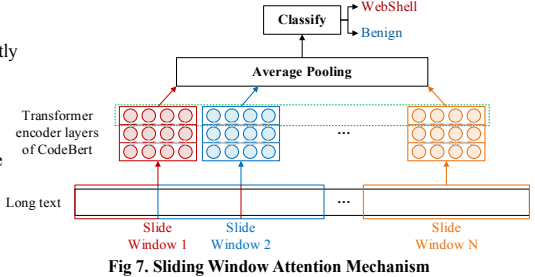 WebShell
Classify
Benign
tly
Average Pooling
Transformer
encoder layers
of CodeBert
...
e
Long text
...
Slide
Window 1
Slide
Window 2
Slide
Window N
Fig 7. Sliding Window Attention Mechanism